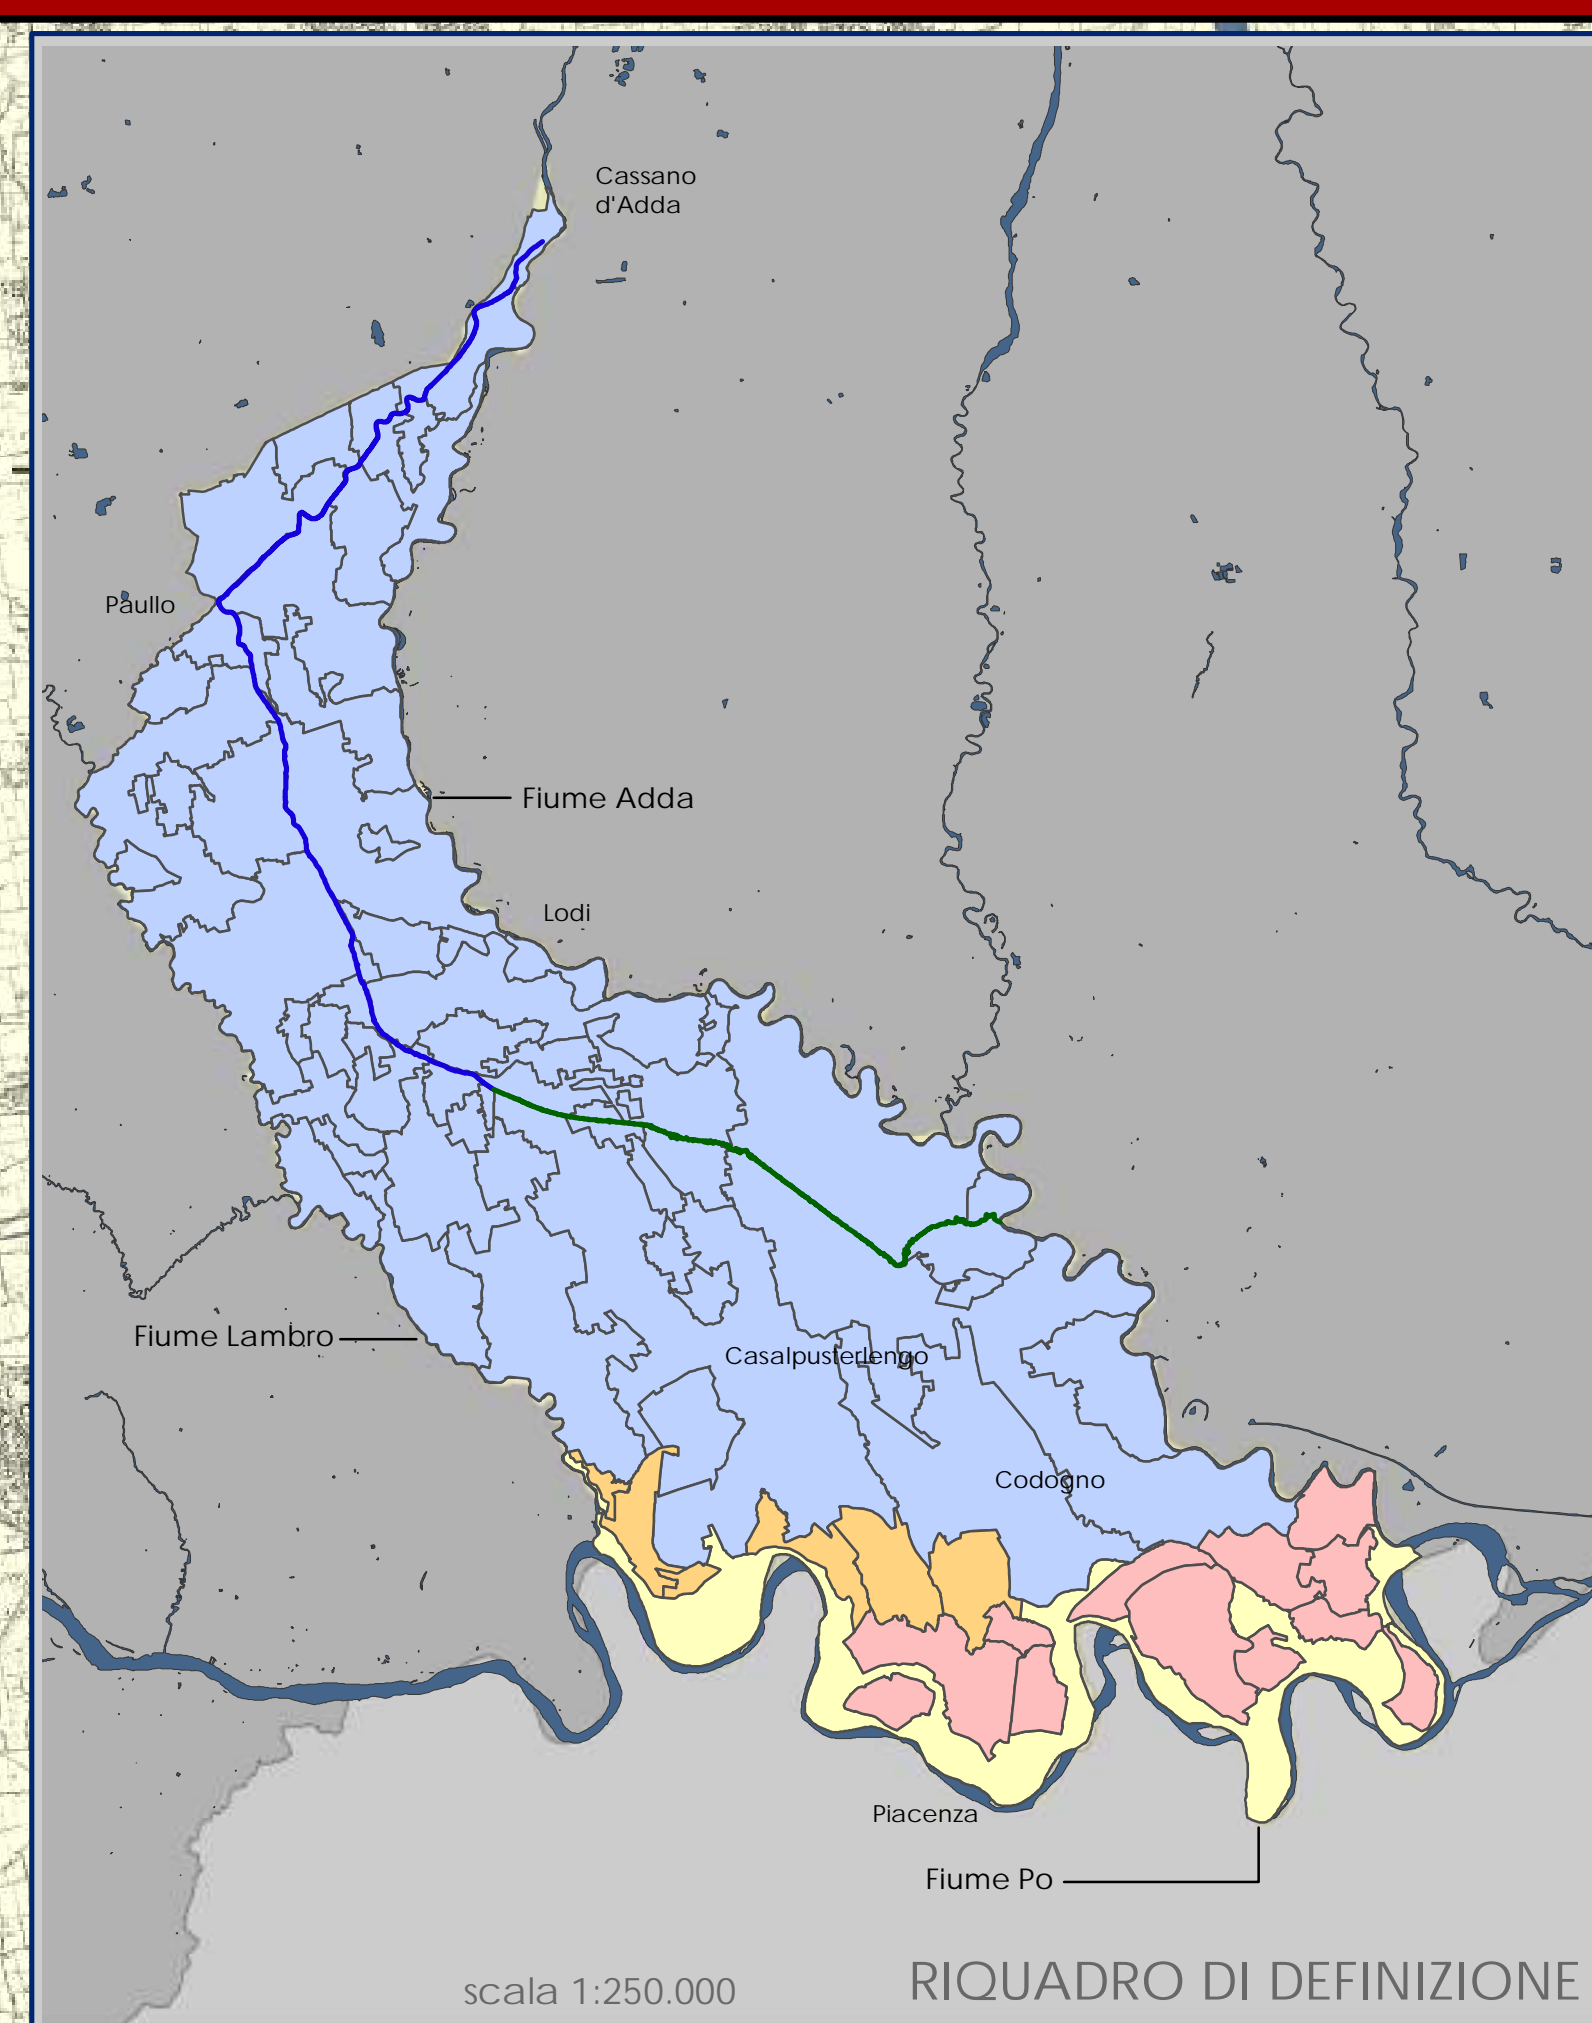 Cassano
d'Adda
Paullo
Fiume Adda
Lodi
Fiume Lambro
Casalpusterlengo
Codogno
Piacenza
Fiume Po
scala 1:250.000
RIQUADRO DI DEFINIZIONE